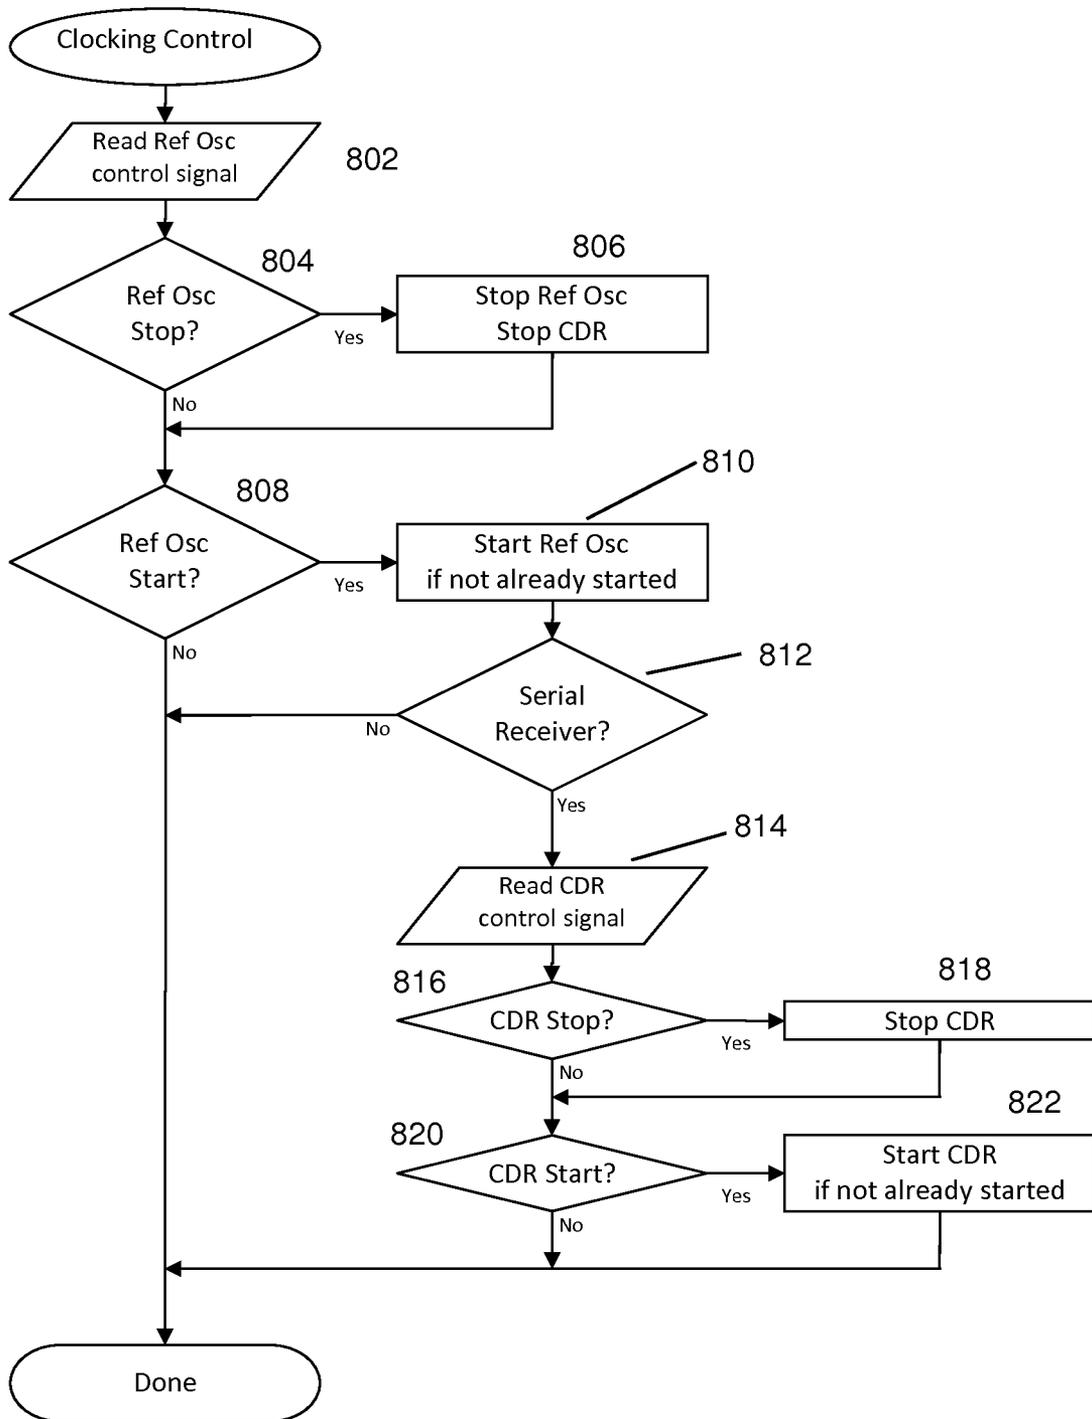 Clocking Control
Read Ref Osc
control signal
802
804
Ref Osc
Stop?
Yes
No
806
Stop Ref Osc
Stop CDR
808
Ref Osc
Start?
Yes
No
810
Start Ref Osc
if not already started
812
Serial
Receiver?
No
Yes
814
Read CDR
control signal
816
CDR Stop?
Yes
No
818
Stop CDR
820
CDR Start?
Yes
No
822
Start CDR
if not already started
Done